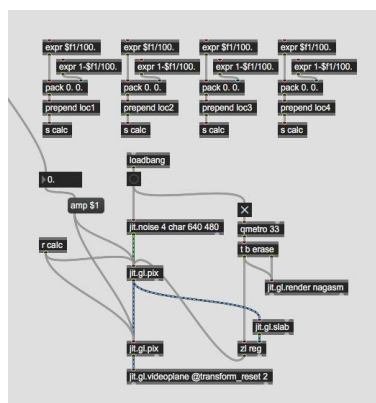 expr $f1/100. expr $f1/100. expr $f1/100. expr $f1/100.
expr 1-$f1/100. expr 1-$f1/100. expr 1-$f1/100. expr 1-$f1/100.
pack 0. 0. pack 0. 0. pack 0. 0. pack 0. 0.
prepend loc1 prepend loc2 prepend loc3 prepend loc4
s calc s calc s calc s calc
loadbang
0.
amp $1
jit.noise 4 char 640 480
qmetro 33
r calc
t b erase
jit.gl.pix
jit.gl.render nagasm
jit.gl.slab
jit.gl.pix
zl reg
jit.gl.videoplane @transform_reset 2